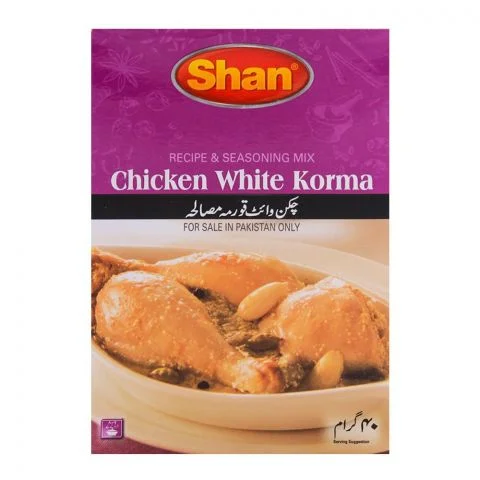 Shan®
RECIPE & SEASONING MIX
Chicken White Korma
چکن وائٹ قورمہ مصالحہ
FOR SALE IN PAKISTAN ONLY
۴۰ گرام
Serving Suggestion